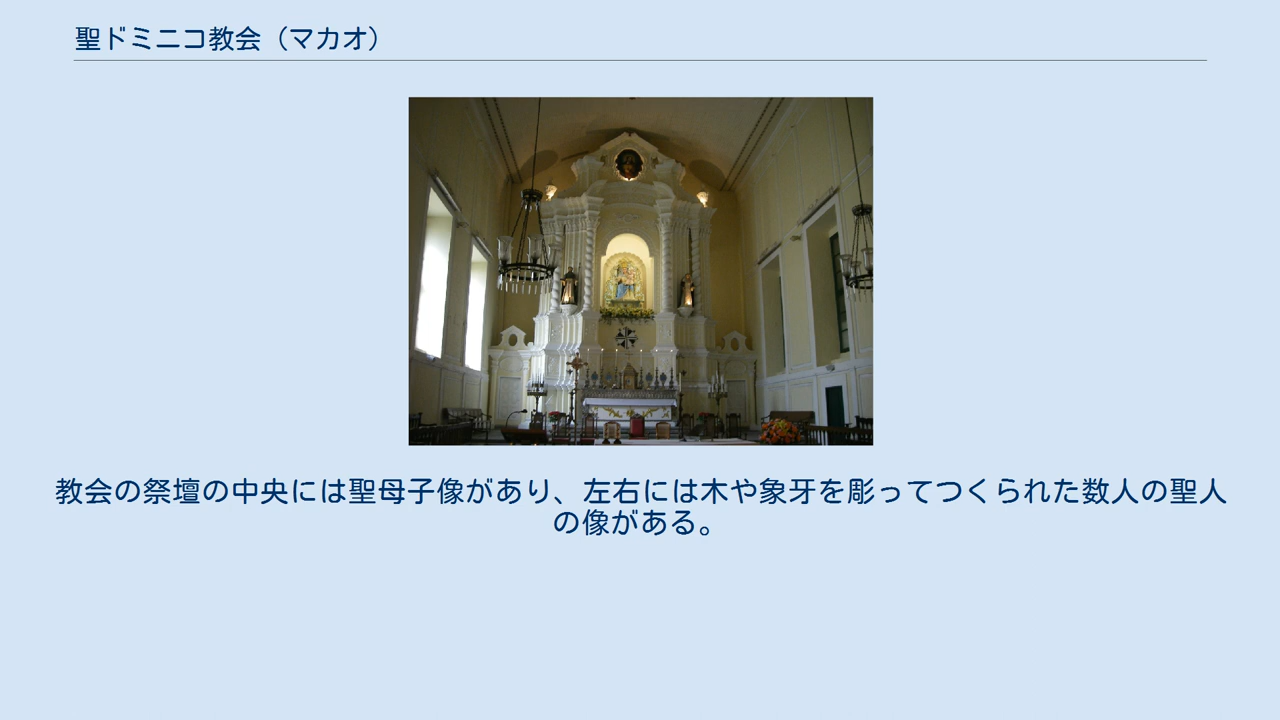 聖ドミニコ教会（マカオ）
教会の祭壇の中央には聖母子像があり、左右には木や象牙を彫ってつくられた数人の聖人
の像がある。